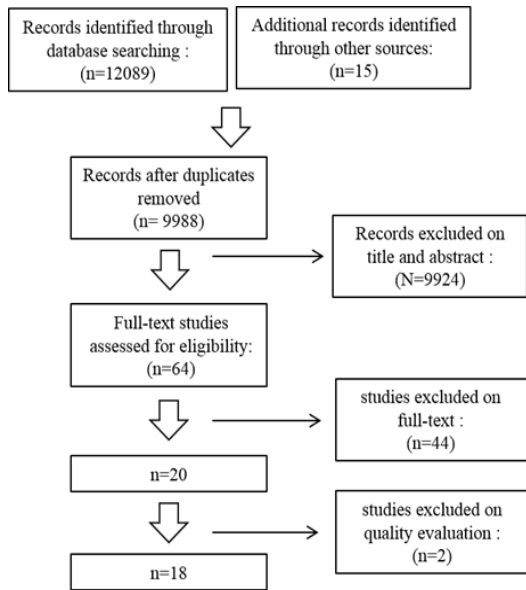 Records identified through
database searching :
(n=12089)
Additional records identified
through other sources:
(n=15)
Records after duplicates
removed
(n= 9988)
Records excluded on
title and abstract :
(N=9924)
Full-text studies
assessed for eligibility:
(n=64)
studies excluded on
full-text :
(n=44)
n=20
studies excluded on
quality evaluation :
(n=2)
n=18